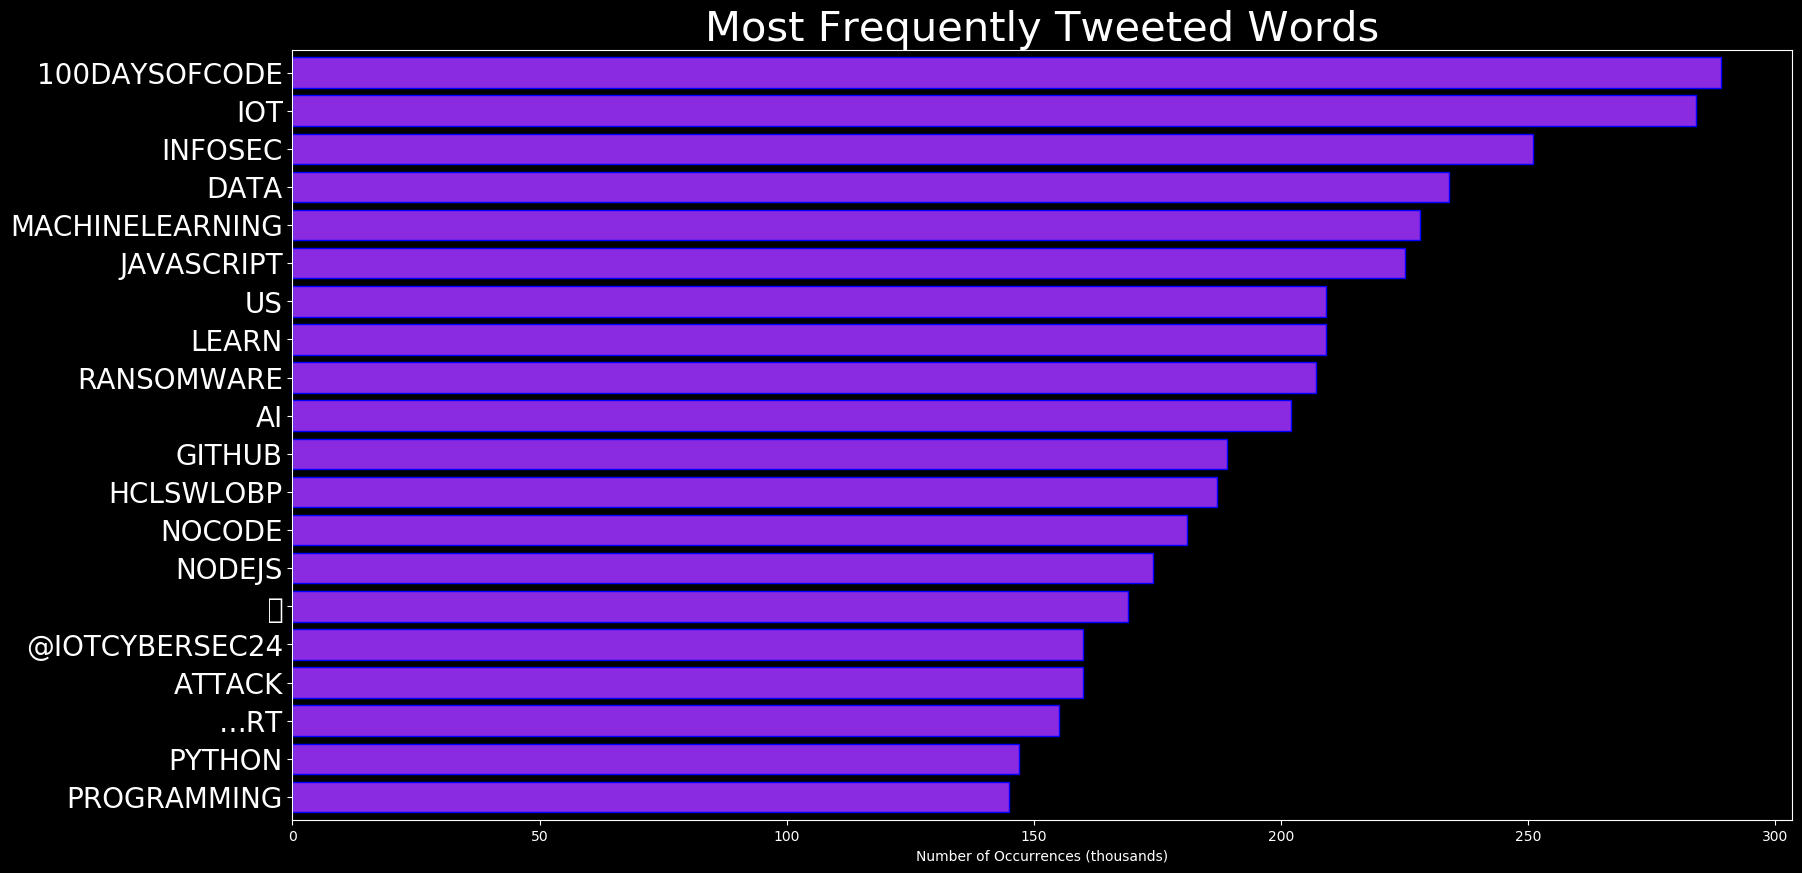 Most Frequently Tweeted Words
100DAYSOFCODE
IOT
INFOSEC
DATA
MACHINELEARNING
JAVASCRIPT
US
LEARN
RANSOMWARE
AI
GITHUB
HCLSWLOBP
NOCODE
NODEJS
@IOTCYBERSEC24
ATTACK
…RT
PYTHON
PROGRAMMING
0 50 100 150 200 250 300
Number of Occurrences (thousands)